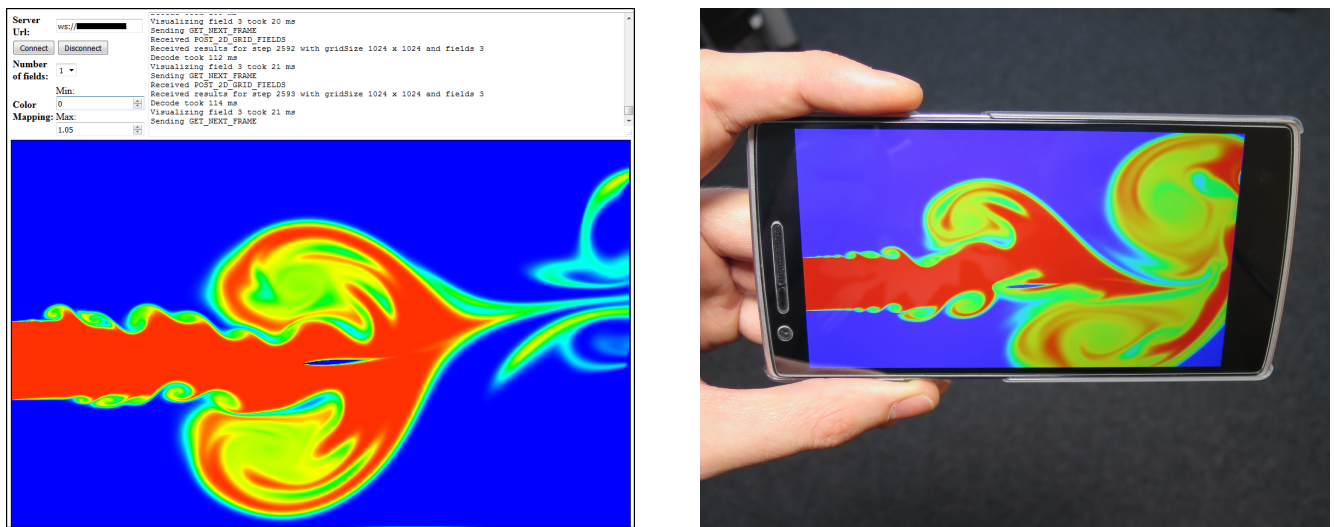 Server
Url:
ws://
Connect Disconnect
Number
of fields:
1
Min:
0
Color
Mapping:
Max:
1.05
Visualizing field 3 took 20 ms
Sending GET_NEXT_FRAME
Received POST_2D_GRID_FIELDS
Received results for step 2592 with gridSize 1024 x 1024 and fields 3
Decode took 112 ms
Visualizing field 3 took 21 ms
Sending GET_NEXT_FRAME
Received POST_2D_GRID_FIELDS
Received results for step 2593 with gridSize 1024 x 1024 and fields 3
Decode took 114 ms
Visualizing field 3 took 21 ms
Sending GET_NEXT_FRAME